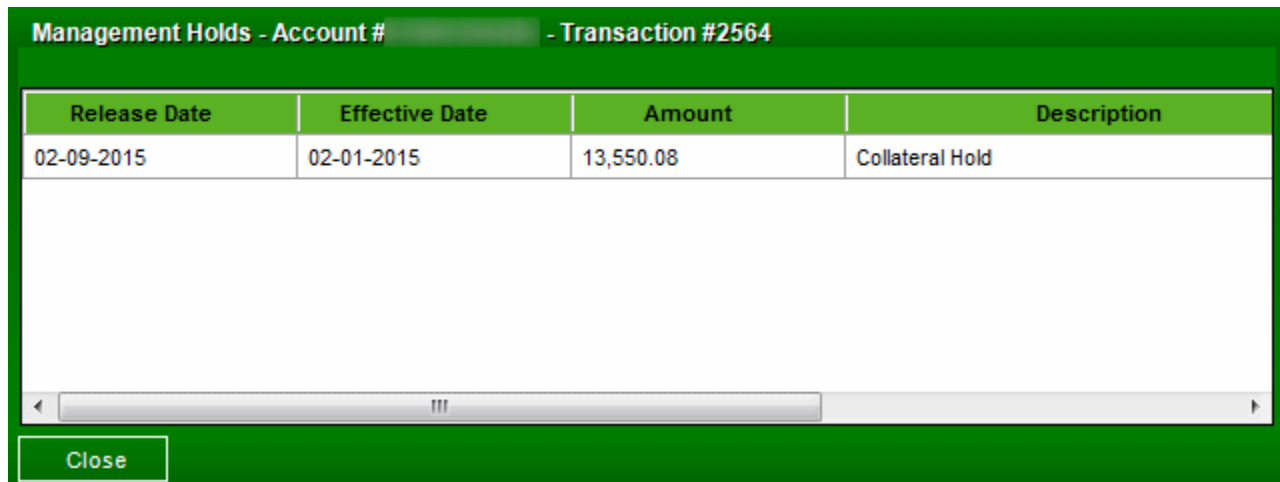 Management Holds - Account # - Transaction #2564
Release Date Effective Date Amount Description
02-09-2015 02-01-2015 13,550.08 Collateral Hold
Close